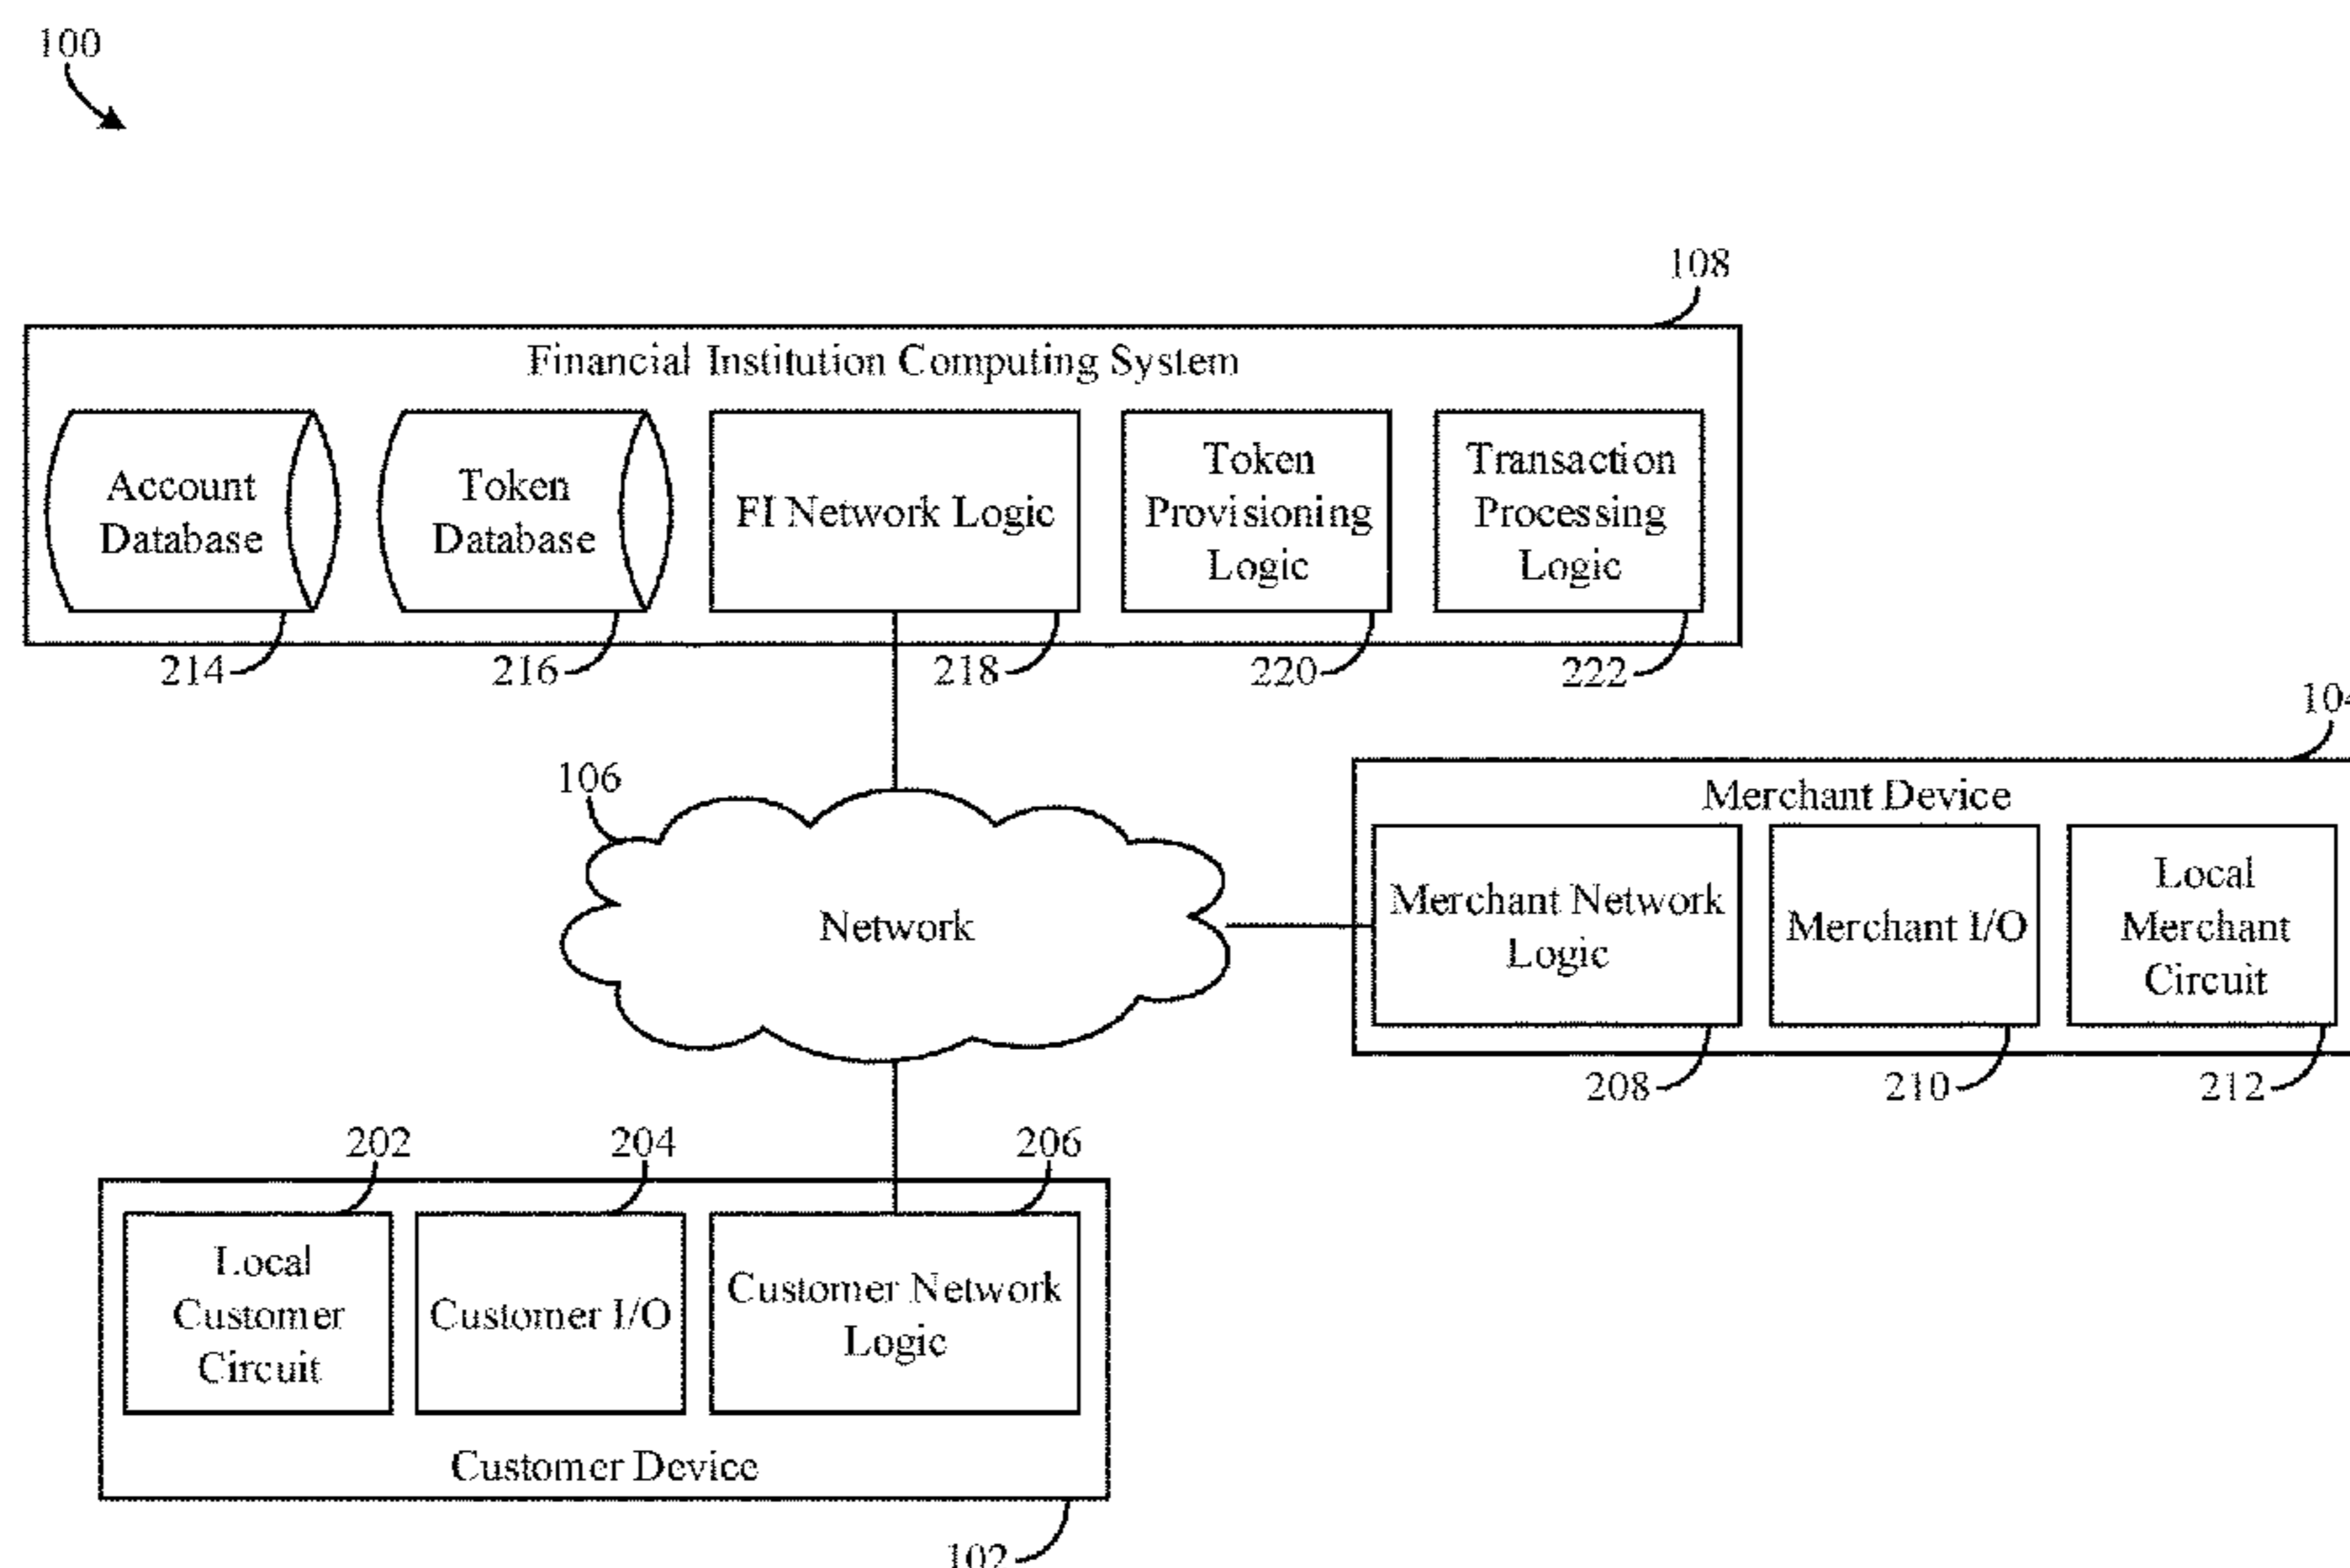 100
108
Financial Institution Computing System
Account
Database
Token
Database
FI Network Logic
Token
Provisioning
Logic
Transaction
Processing
Logic
214
216
218
220
222
104
106
Network
Merchant Device
Merchant Network
Logic
Merchant I/O
Local
Merchant
Circuit
208
210
212
202
204
206
Local
Customer
Circuit
Customer I/O
Customer Network
Logic
Customer Device
102